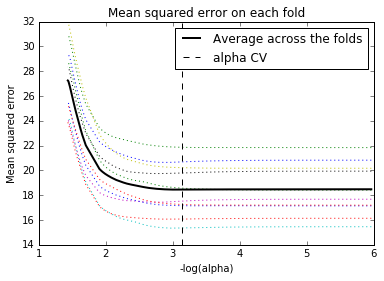 Mean squared error on each fold
Average across the folds
alpha CV
Mean squared error
32
30
28
26
24
22
20
18
16
14
1 2 3 4 5 6
-log(alpha)